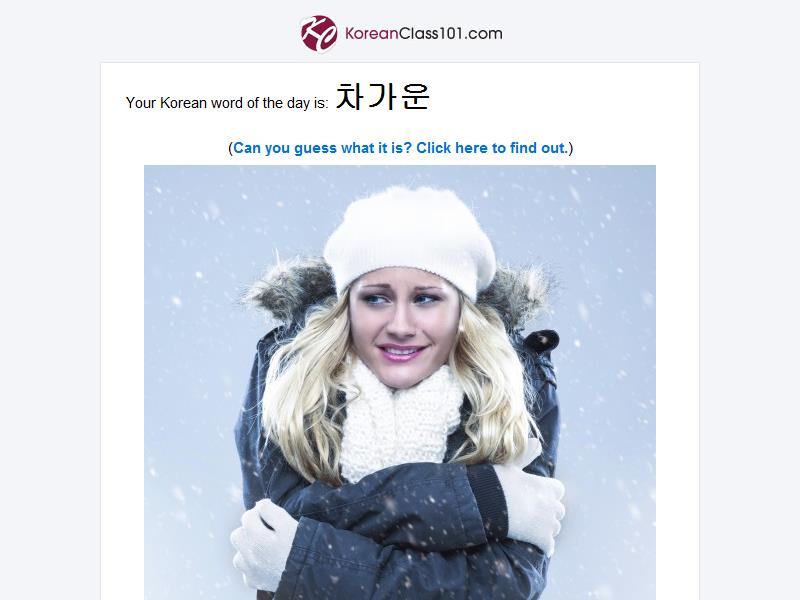 KoreanClass101.com
Your Korean word of the day is: 차가운
(Can you guess what it is? Click here to find out.)